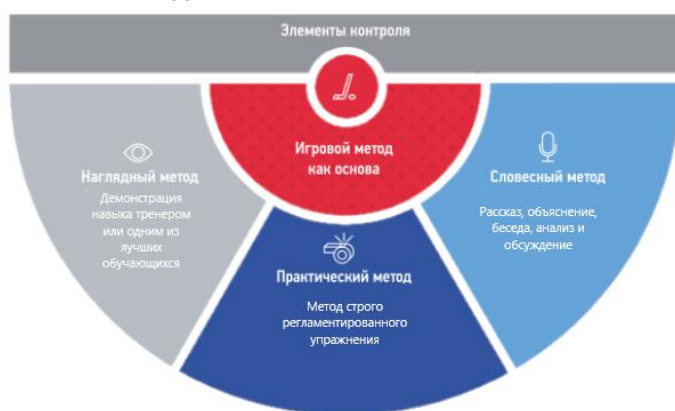 Элементы контроля
Игровой метод
как основа
Наглядный метод
Демонстрация
навыка тренером
или одним из
лучших
обучающихся
Практический метод
Метод строго
регламентированного
упражнения
Словесный метод
Рассказ, объяснение,
беседа, анализ и
обсуждение